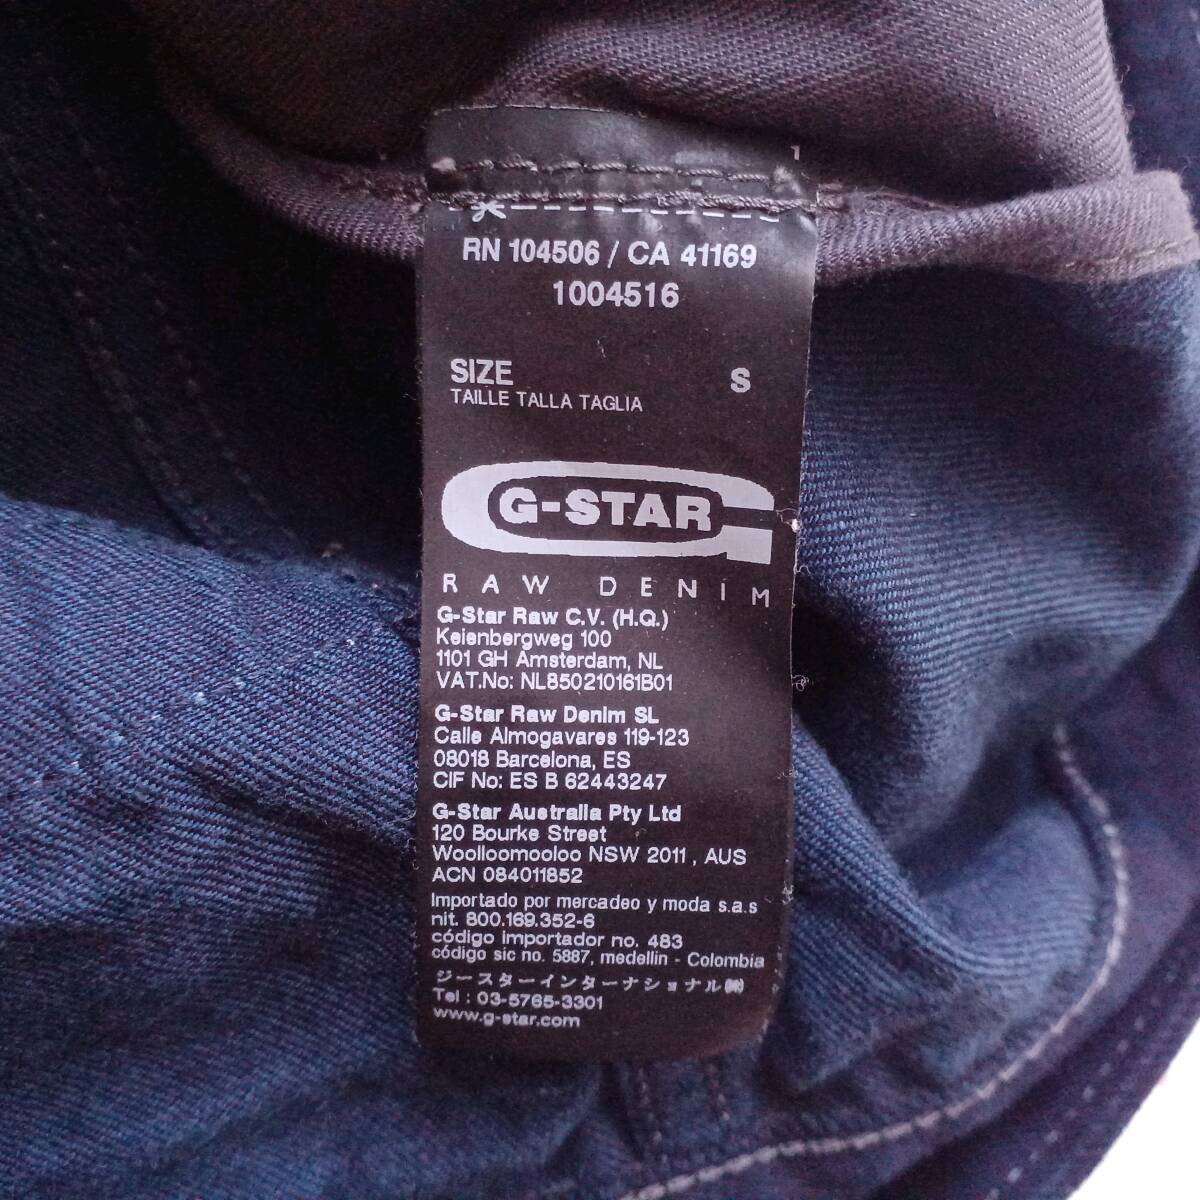 RN 104506 / CA 41169
1004516
SIZE S
TAILLE TALLA TAGLIA
G-STAR
RAW DENIM
G-Star Raw C.V. (H.Q.)
Keienbergweg 100
1101 GH Amsterdam, NL
VAT.No: NL850210161B01
G-Star Raw Denim SL
Calle Almogavares 119-123
08018 Barcelona, ES
CIF No: ES B 62443247
G-Star Australia Pty Ltd
120 Bourke Street
Woolloomooloo NSW 2011 , AUS
ACN 084011852
Importado por mercadeo y moda s.a.s
nit. 800.169.352-6
código importador no. 483
código sic no. 5887, medellin - Colombia
ジースターインターナショナル㈱
Tel : 03-5765-3301
www.g-star.com